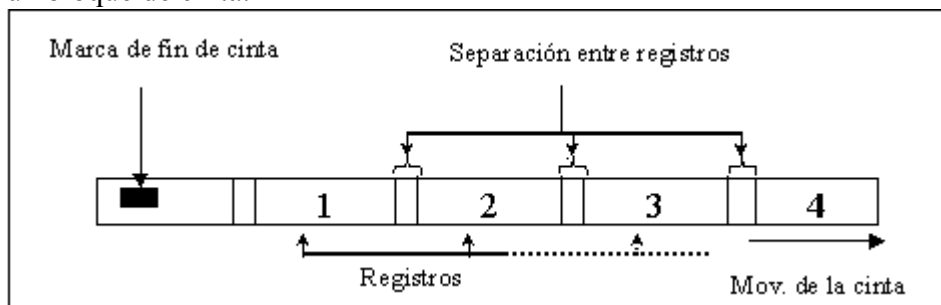 Marca de fin de cinta
Separación entre registros
1 2 3 4
Registros
Mov. de la cinta